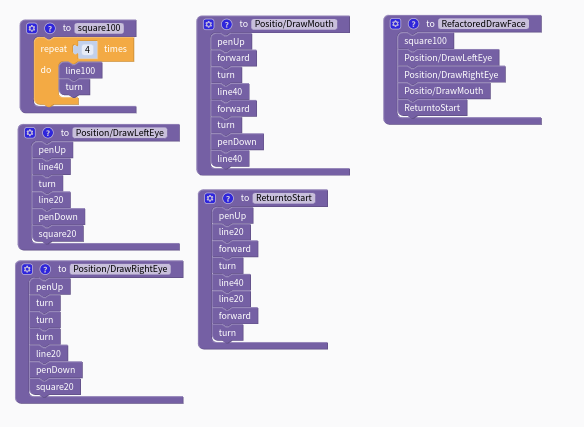 to square100
repeat 4 times
do
line100
turn
to Position/DrawLeftEye
penUp
line40
turn
line20
penDown
square20
to Position/DrawRightEye
penUp
turn
turn
turn
line20
penDown
square20
to Positio/DrawMouth
penUp
forward
turn
line40
forward
turn
penDown
line40
to ReturntoStart
penUp
line20
forward
turn
line40
line20
forward
turn
to RefactoredDrawFace
square100
Position/DrawLeftEye
Position/DrawRightEye
Positio/DrawMouth
ReturntoStart